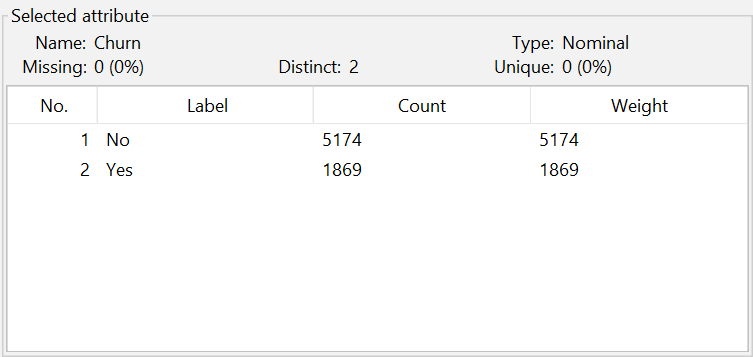 Selected attribute
Name: Churn Type: Nominal
Missing: 0 (0%) Distinct: 2 Unique: 0 (0%)
No. Label Count Weight
1 No 5174 5174
2 Yes 1869 1869